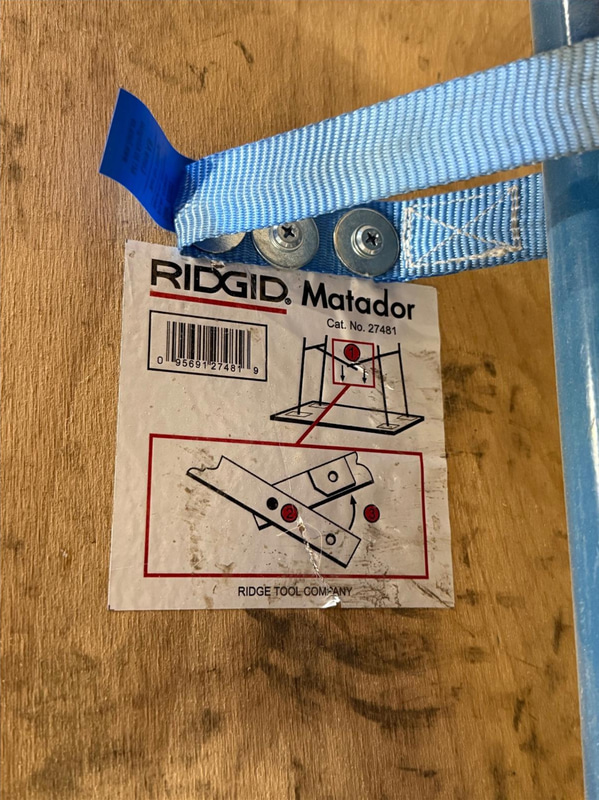 RIDGID® Matador
Cat. No. 27481
0 95691 27481 9
1
2
3
RIDGE TOOL COMPANY